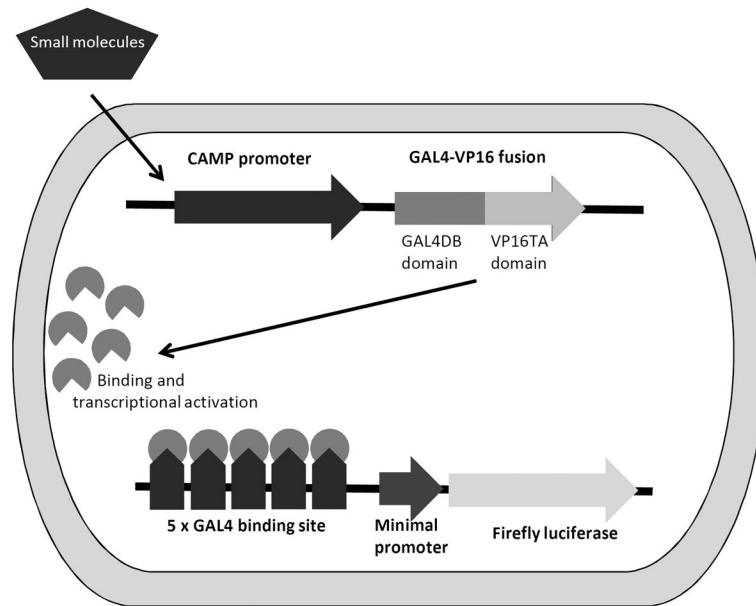 Small molecules
CAMP promoter
GAL4-VP16 fusion
GAL4DB
domain
VP16TA
domain
Binding and
transcriptional activation
5 x GAL4 binding site
Minimal
promoter
Firefly luciferase